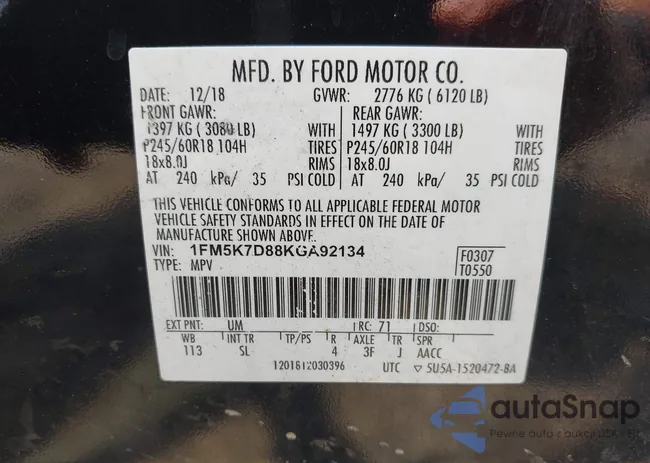 MFD. BY FORD MOTOR CO.
DATE: 12/18 GVWR: 2776 KG ( 6120 LB)
FRONT GAWR: REAR GAWR:
1397 KG ( 3080 LB) WITH 1497 KG ( 3300 LB) WITH
P245/60R18 104H TIRES P245/60R18 104H TIRES
18x8.0J RIMS 18x8.0J RIMS
AT 240 kPa/ 35 PSI COLD AT 240 kPa/ 35 PSI COLD
THIS VEHICLE CONFORMS TO ALL APPLICABLE FEDERAL MOTOR
VEHICLE SAFETY STANDARDS IN EFFECT ON THE DATE OF
MANUFACTURE SHOWN ABOVE.
VIN: 1FM5K7D88KGA92134 F0307
TYPE: MPV T0550
EXT PNT: UM RC: 71 DSO:
WB INT TR TP/PS R AXLE TR SPR
113 SL 4 3F J AACC
UTC ▽ 5U5A-1520472-BA
autoSnap